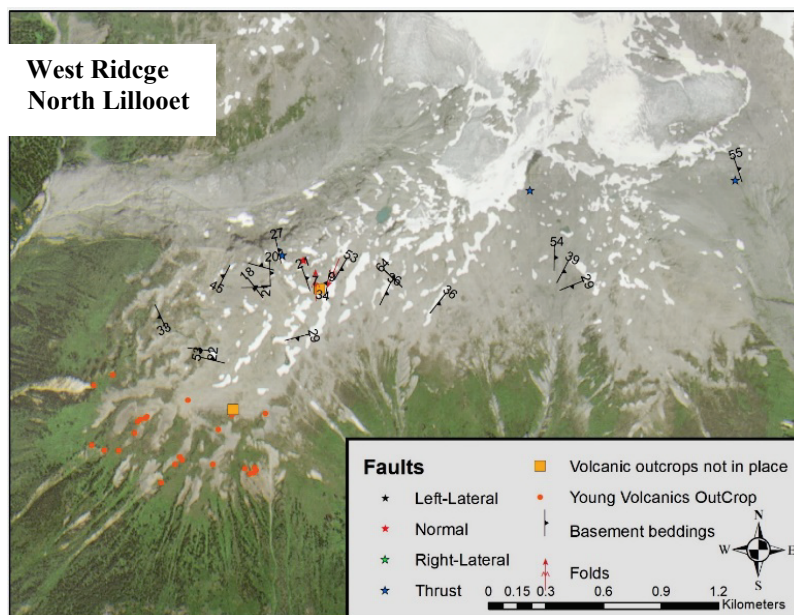 West Ridcge
North Lillooet
55
27
20
18
45
53
34
54
39
29
36
38
53
22
29
Faults
Left-Lateral
Normal
Right-Lateral
Thrust
Volcanic outcrops not in place
Young Volcanics OutCrop
Basement beddings
Folds
N
W
E
S
0 0.15 0.3 0.6 0.9 1.2
Kilometers